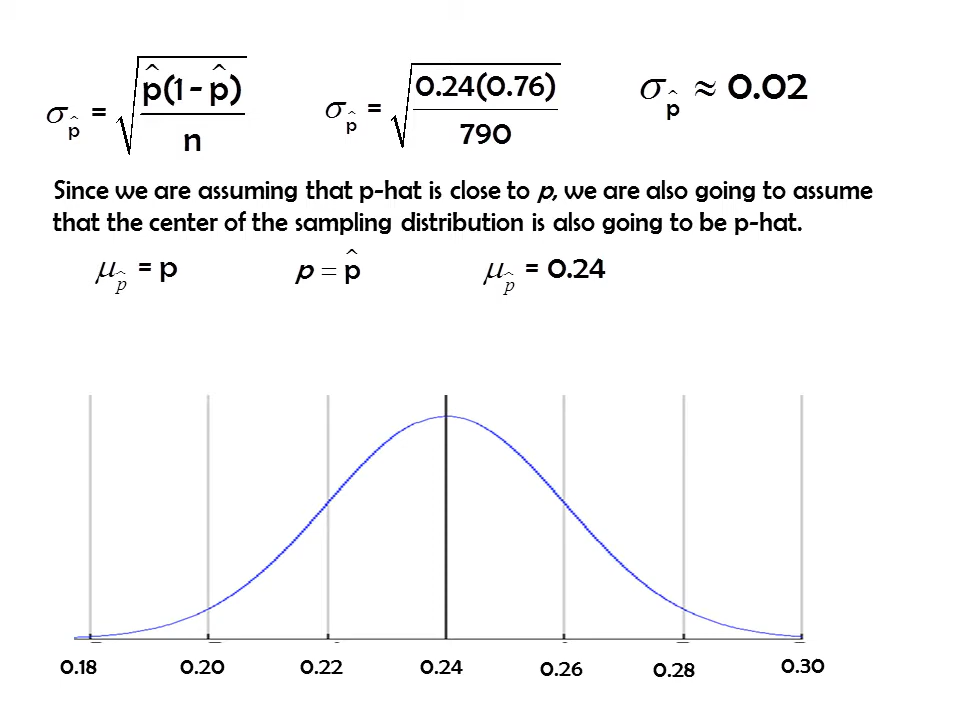 σp̂ = √(p̂(1 - p̂)/n)
σp̂ = √(0.24(0.76)/790)
σp̂ ≈ 0.02
Since we are assuming that p-hat is close to p, we are also going to assume
that the center of the sampling distribution is also going to be p-hat.
μp̂ = p
p = p̂
μp̂ = 0.24
0.18 0.20 0.22 0.24 0.26 0.28 0.30